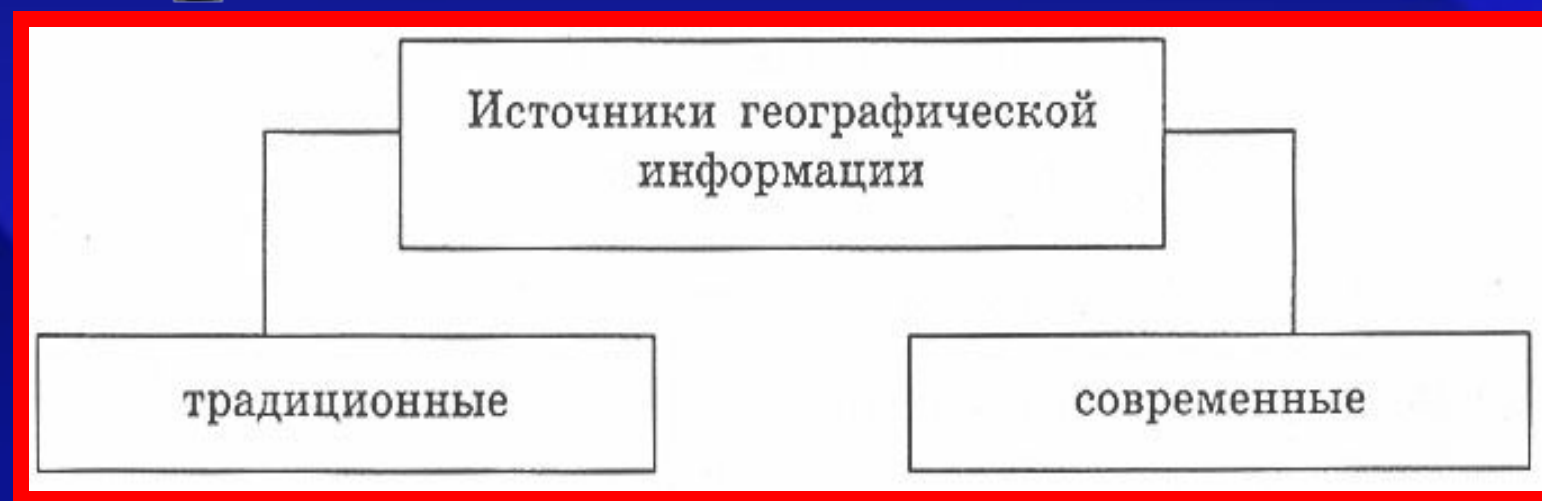 Источники географической
информации
традиционные
современные